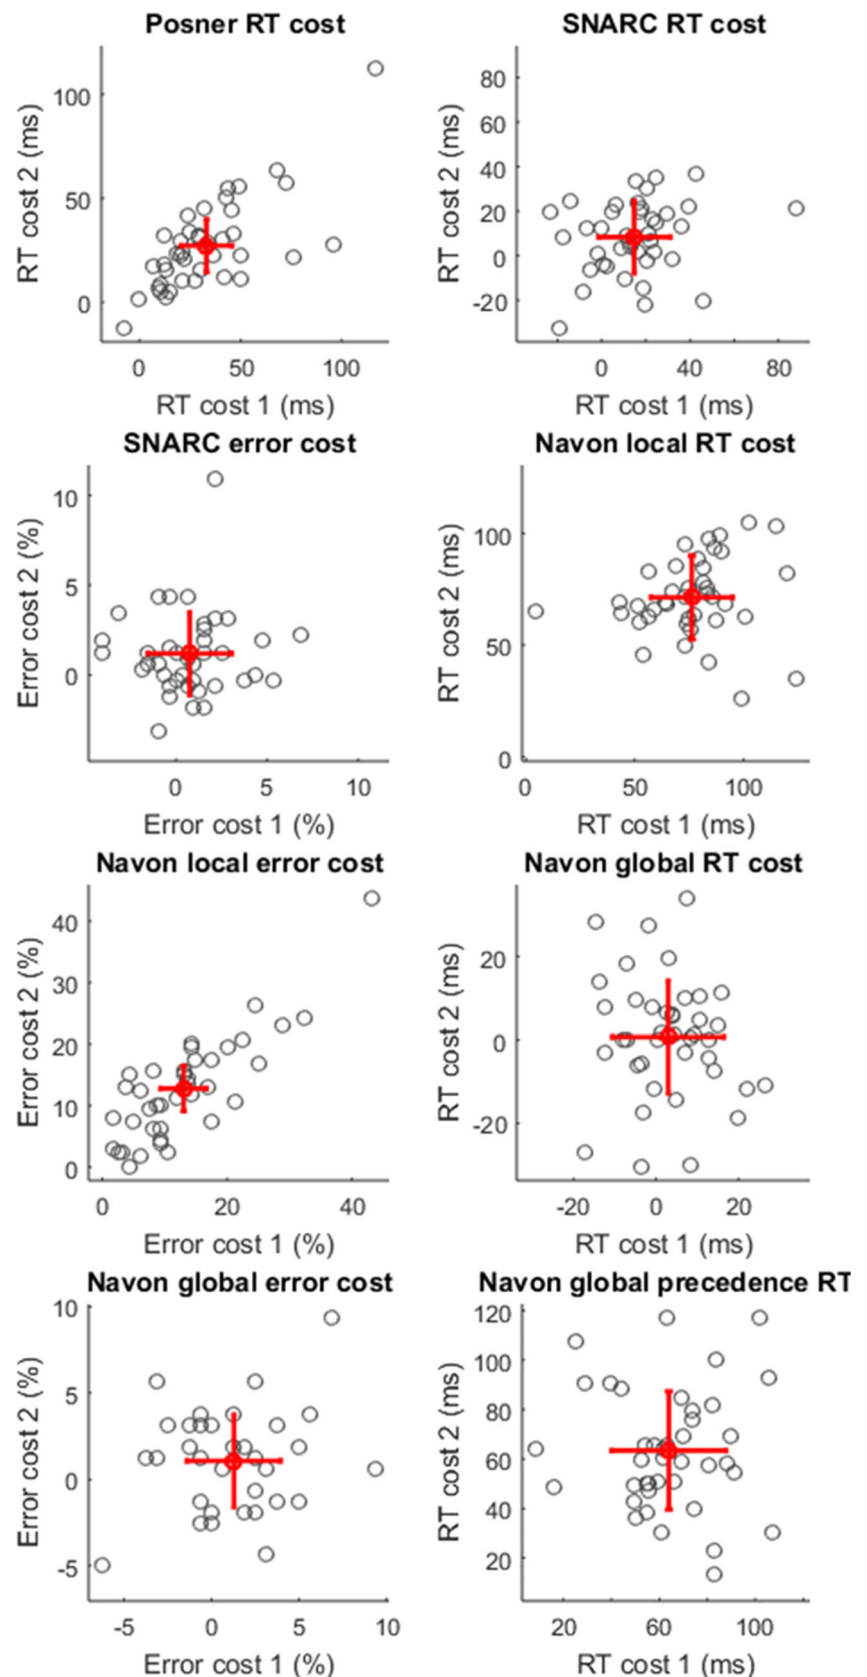 Posner RT cost
RT cost 2 (ms)
100
50
0
0 50 100
RT cost 1 (ms)
SNARC RT cost
RT cost 2 (ms)
80
60
40
20
0
-20
0 40 80
RT cost 1 (ms)
SNARC error cost
Error cost 2 (%)
10
5
0
0 5 10
Error cost 1 (%)
Navon local RT cost
RT cost 2 (ms)
100
50
0
0 50 100
RT cost 1 (ms)
Navon local error cost
Error cost 2 (%)
40
30
20
10
0
0 20 40
Error cost 1 (%)
Navon global RT cost
RT cost 2 (ms)
20
0
-20
-20 0 20
RT cost 1 (ms)
Navon global error cost
Error cost 2 (%)
10
5
0
-5
-5 0 5 10
Error cost 1 (%)
Navon global precedence RT
RT cost 2 (ms)
120
100
80
60
40
20
20 60 100
RT cost 1 (ms)